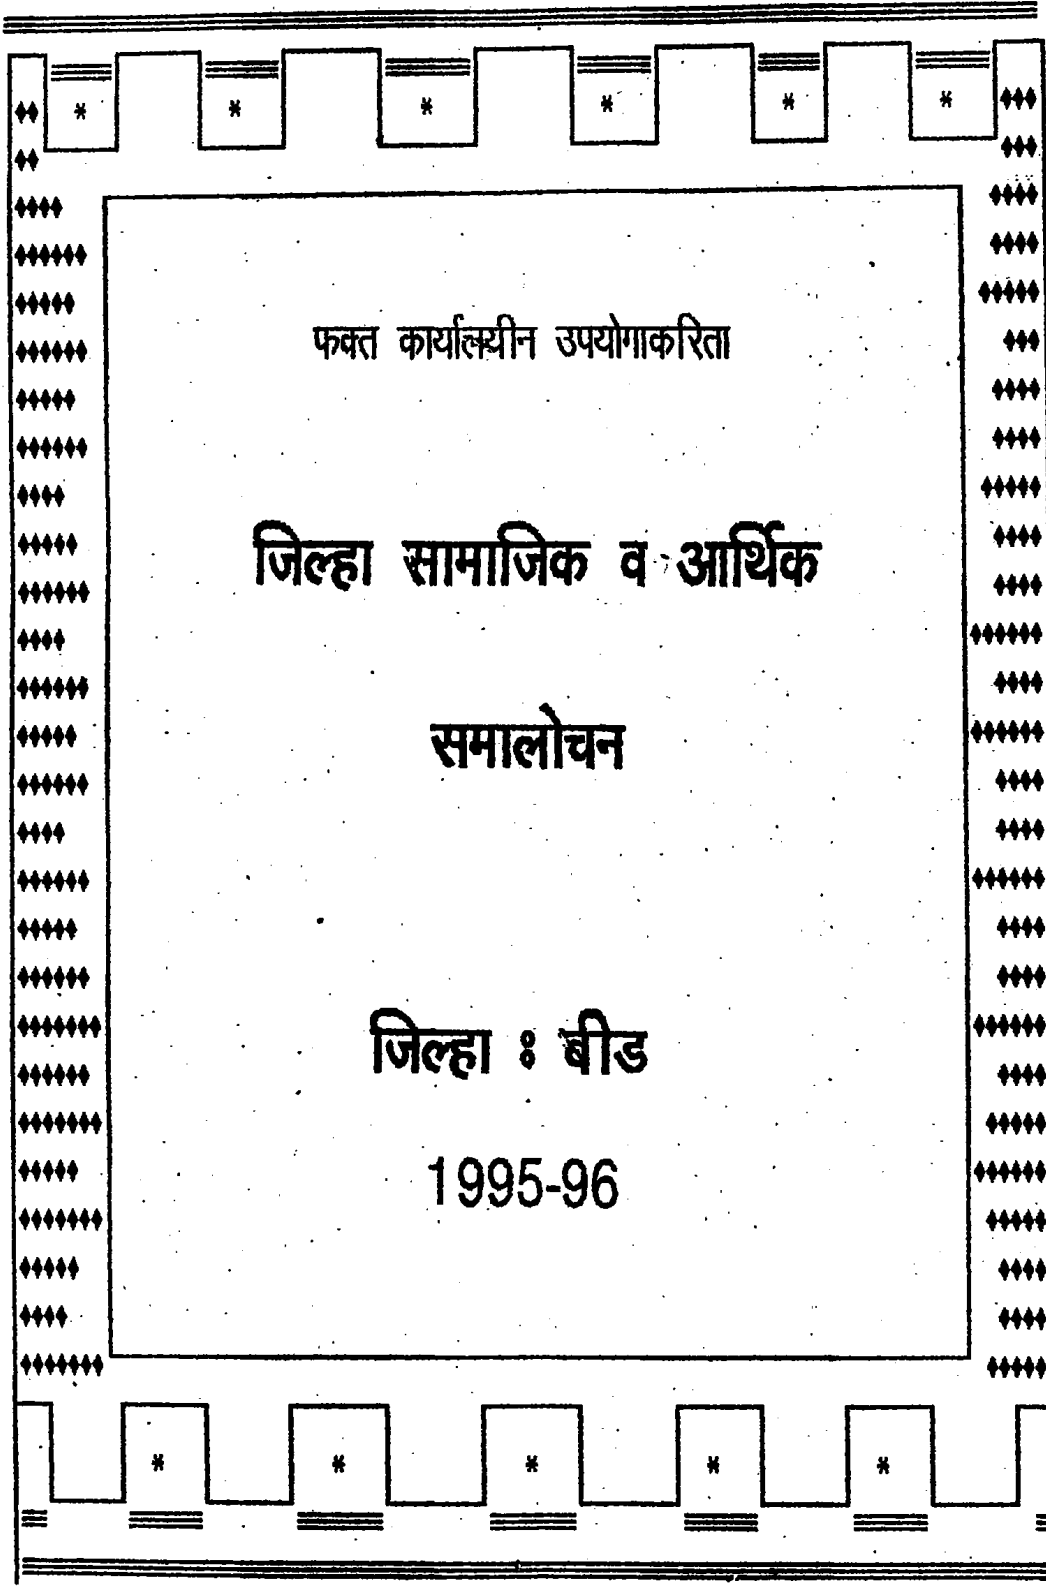 फक्त कार्यालयीन उपयोगाकरिता
जिल्हा सामाजिक व आर्थिक
समालोचन
जिल्हा : बीड
1995-96